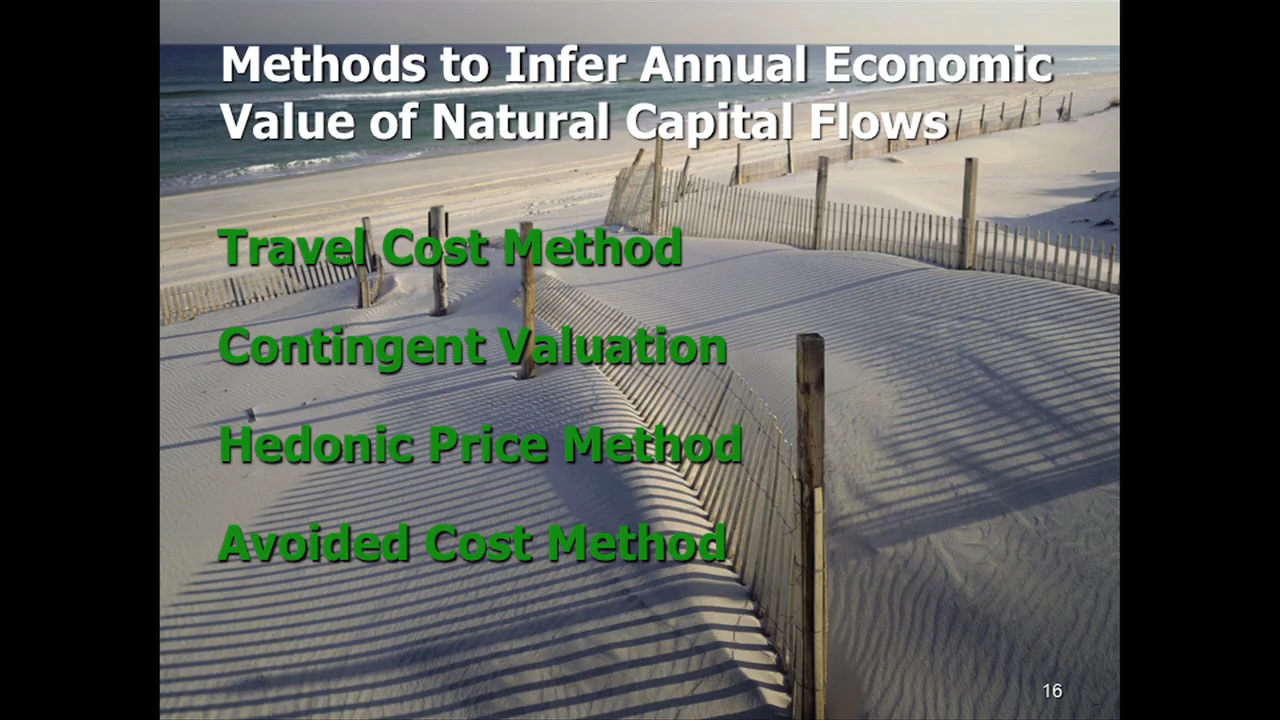 Methods to Infer Annual Economic
Value of Natural Capital Flows
Travel Cost Method
Contingent Valuation
Hedonic Price Method
Avoided Cost Method
16